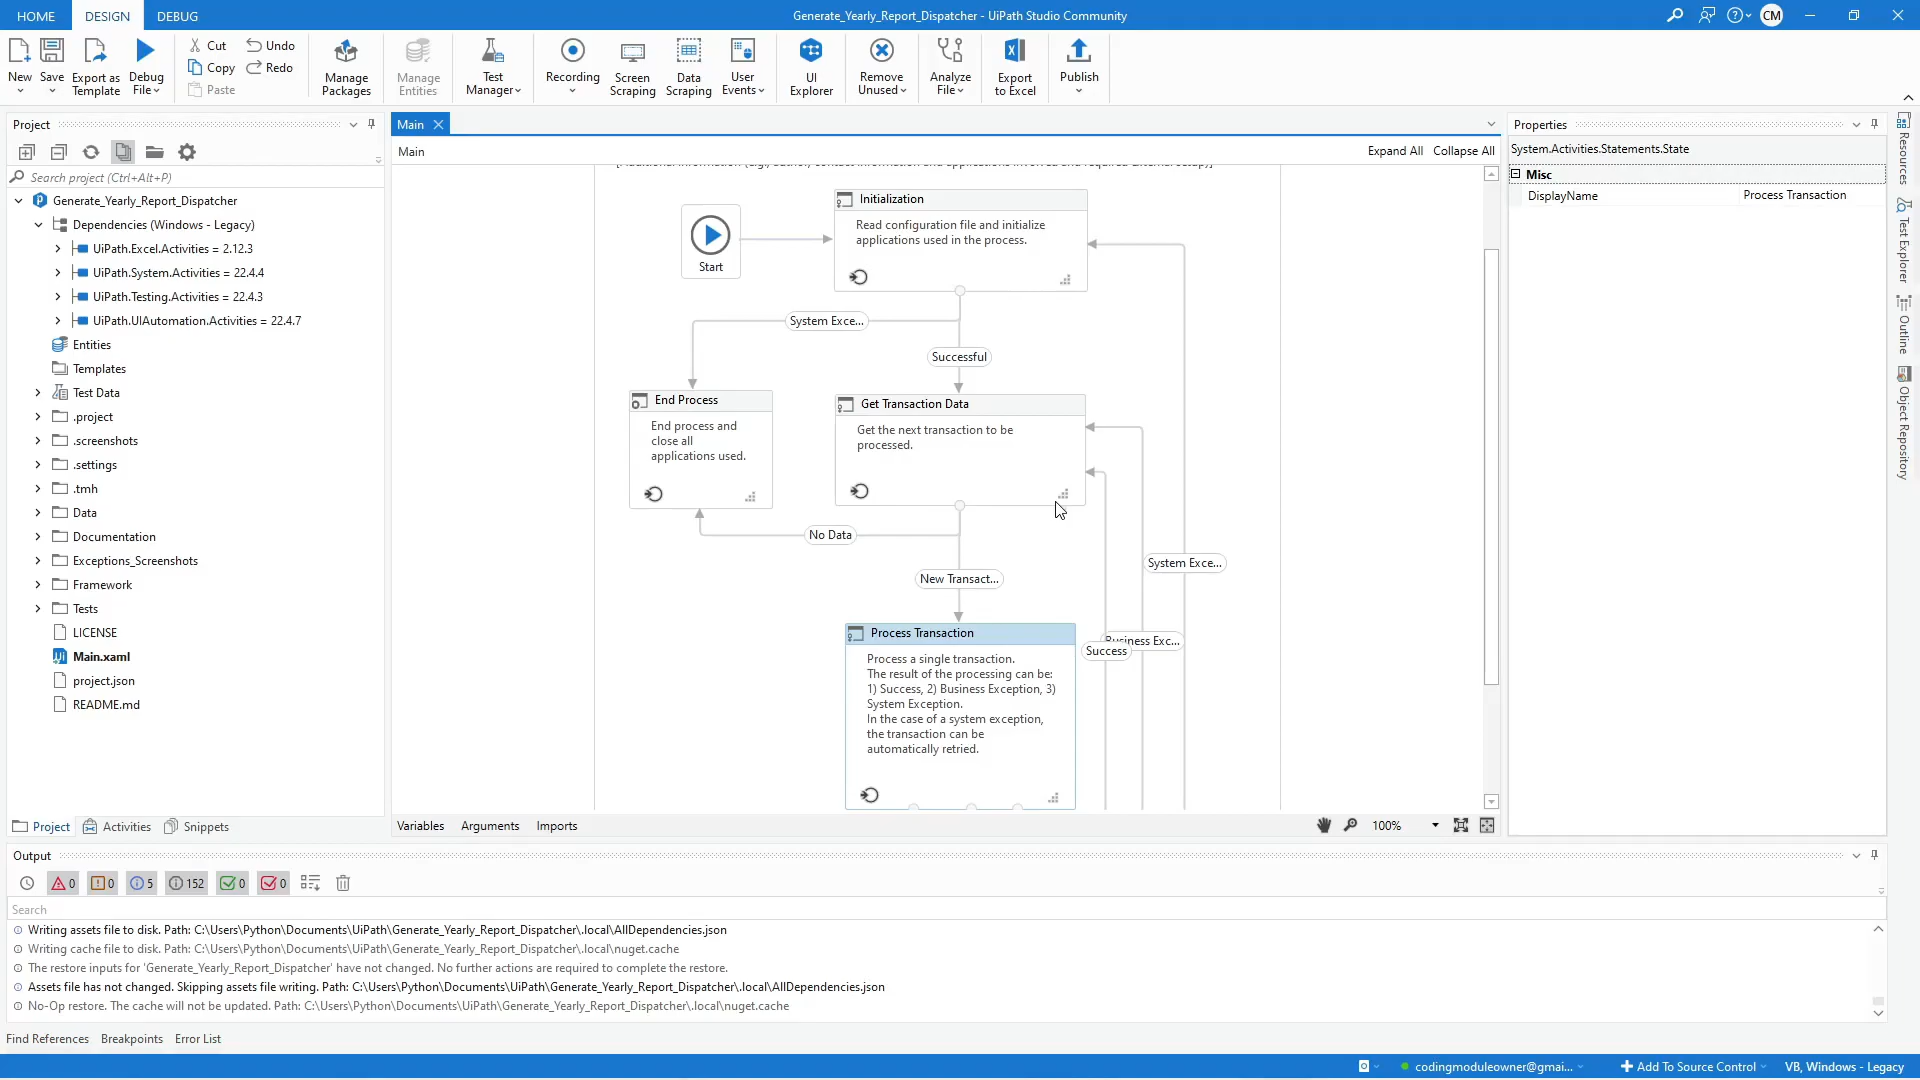 HOME
DESIGN
DEBUG
Generate_Yearly_Report_Dispatcher - UiPath Studio Community
CM
New
Save
Export as Template
Debug File
Cut
Copy
Paste
Undo
Redo
Manage Packages
Manage Entities
Test Manager
Recording
Screen Scraping
Data Scraping
User Events
UI Explorer
Remove Unused
Analyze File
Export to Excel
Publish
Project
Search project (Ctrl+Alt+P)
Generate_Yearly_Report_Dispatcher
Dependencies (Windows - Legacy)
UiPath.Excel.Activities = 2.12.3
UiPath.System.Activities = 22.4.4
UiPath.Testing.Activities = 22.4.3
UiPath.UIAutomation.Activities = 22.4.7
Entities
Templates
Test Data
.project
.screenshots
.settings
.tmh
Data
Documentation
Exceptions_Screenshots
Framework
Tests
LICENSE
Main.xaml
project.json
README.md
Project
Activities
Snippets
Main
Main
Expand All
Collapse All
Start
Initialization
Read configuration file and initialize
applications used in the process.
System Exce...
Successful
End Process
End process and
close all
applications used.
Get Transaction Data
Get the next transaction to be
processed.
No Data
New Transact...
System Exce...
Business Exc...
Success
Process Transaction
Process a single transaction.
The result of the processing can be:
1) Success, 2) Business Exception, 3)
System Exception.
In the case of a system exception,
the transaction can be
automatically retried.
Variables
Arguments
Imports
100%
Properties
System.Activities.Statements.State
Misc
DisplayName
Process Transaction
Resources
Test Explorer
Outline
Object Repository
Output
0
0
5
152
0
0
Search
Writing assets file to disk. Path: C:\Users\Python\Documents\UiPath\Generate_Yearly_Report_Dispatcher\.local\AllDependencies.json
Writing cache file to disk. Path: C:\Users\Python\Documents\UiPath\Generate_Yearly_Report_Dispatcher\.local\nuget.cache
The restore inputs for 'Generate_Yearly_Report_Dispatcher' have not changed. No further actions are required to complete the restore.
Assets file has not changed. Skipping assets file writing. Path: C:\Users\Python\Documents\UiPath\Generate_Yearly_Report_Dispatcher\.local\AllDependencies.json
No-Op restore. The cache will not be updated. Path: C:\Users\Python\Documents\UiPath\Generate_Yearly_Report_Dispatcher\.local\nuget.cache
Find References
Breakpoints
Error List
codingmoduleowner@gmai...
Add To Source Control
VB, Windows - Legacy